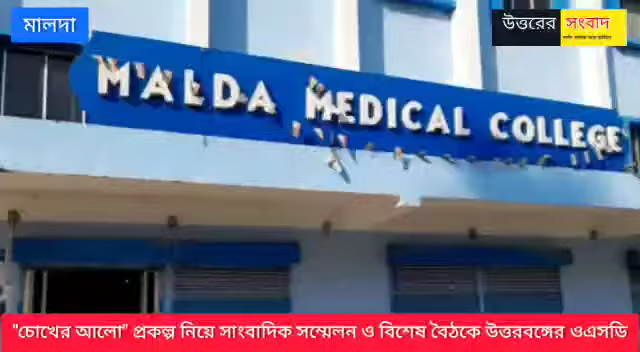 মালদা
উত্তরের সংবাদ
MALDA MEDICAL COLLEGE
"চোখের আলো" প্রকল্প নিয়ে সাংবাদিক সম্মেলন ও বিশেষ বৈঠকে উত্তরবঙ্গের ওএসডি